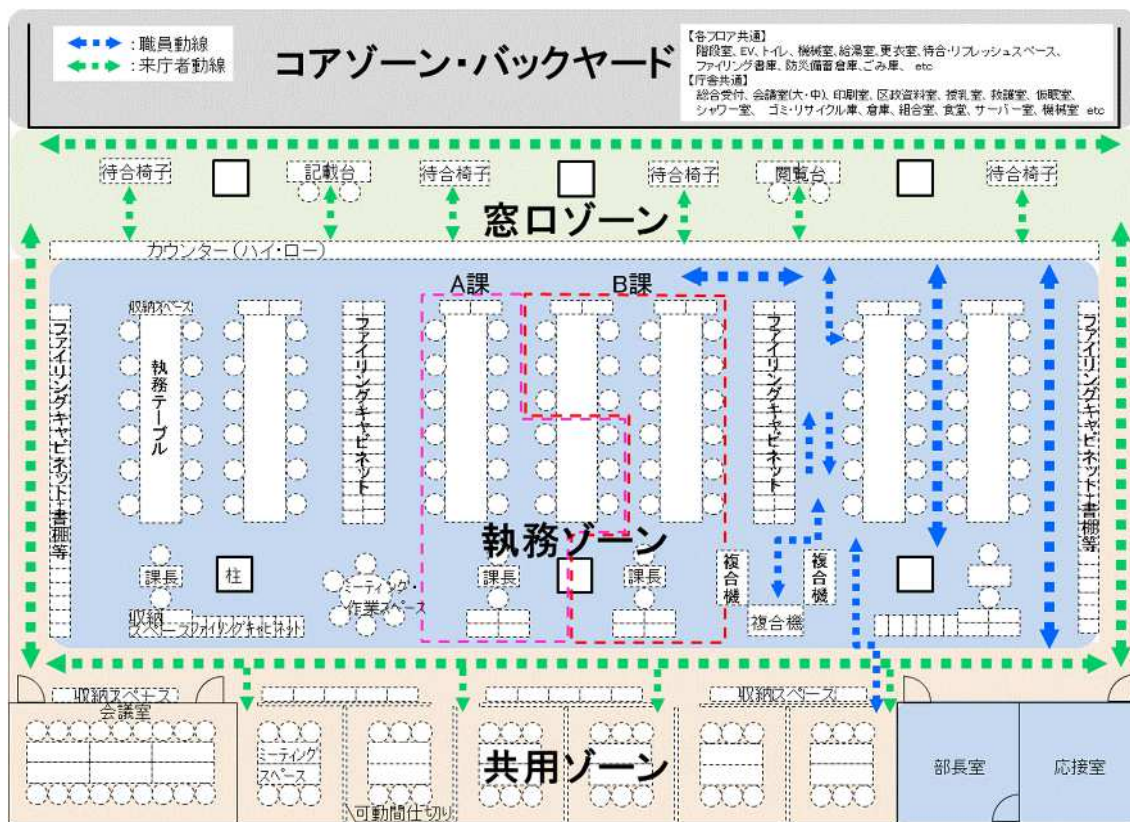 ：職員動線
：来庁者動線
コアゾーン・バックヤード
【各フロア共通】
階段室、EV、トイレ、機械室、給湯室、更衣室、待合・リフレッシュスペース、
ファイリング書庫、防災備蓄倉庫、ごみ庫、 etc
【庁舎共通】
総合受付、会議室(大・中)、印刷室、区政資料室、授乳室、救護室、仮眠室、
シャワー室、 ゴミ・リサイクル庫、倉庫、組合室、食堂、サーバー室、機械室 etc
待合椅子
記載台
待合椅子
待合椅子
閲覧台
待合椅子
窓口ゾーン
カウンター(ハイ・ロー)
A課
B課
収納スペース
ファイリングキャビネット＋書棚等
執務テーブル
ファイリングキャビネット
ファイリングキャビネット
ファイリングキャビネット＋書棚等
執務ゾーン
課長
柱
ミーティング・
作業スペース
課長
課長
複合機
複合機
複合機
収納
スペース
ファイリングキャビネット
収納スペース
収納スペース
会議室
ミーティング
スペース
共用ゾーン
部長室
応接室
可動間仕切り